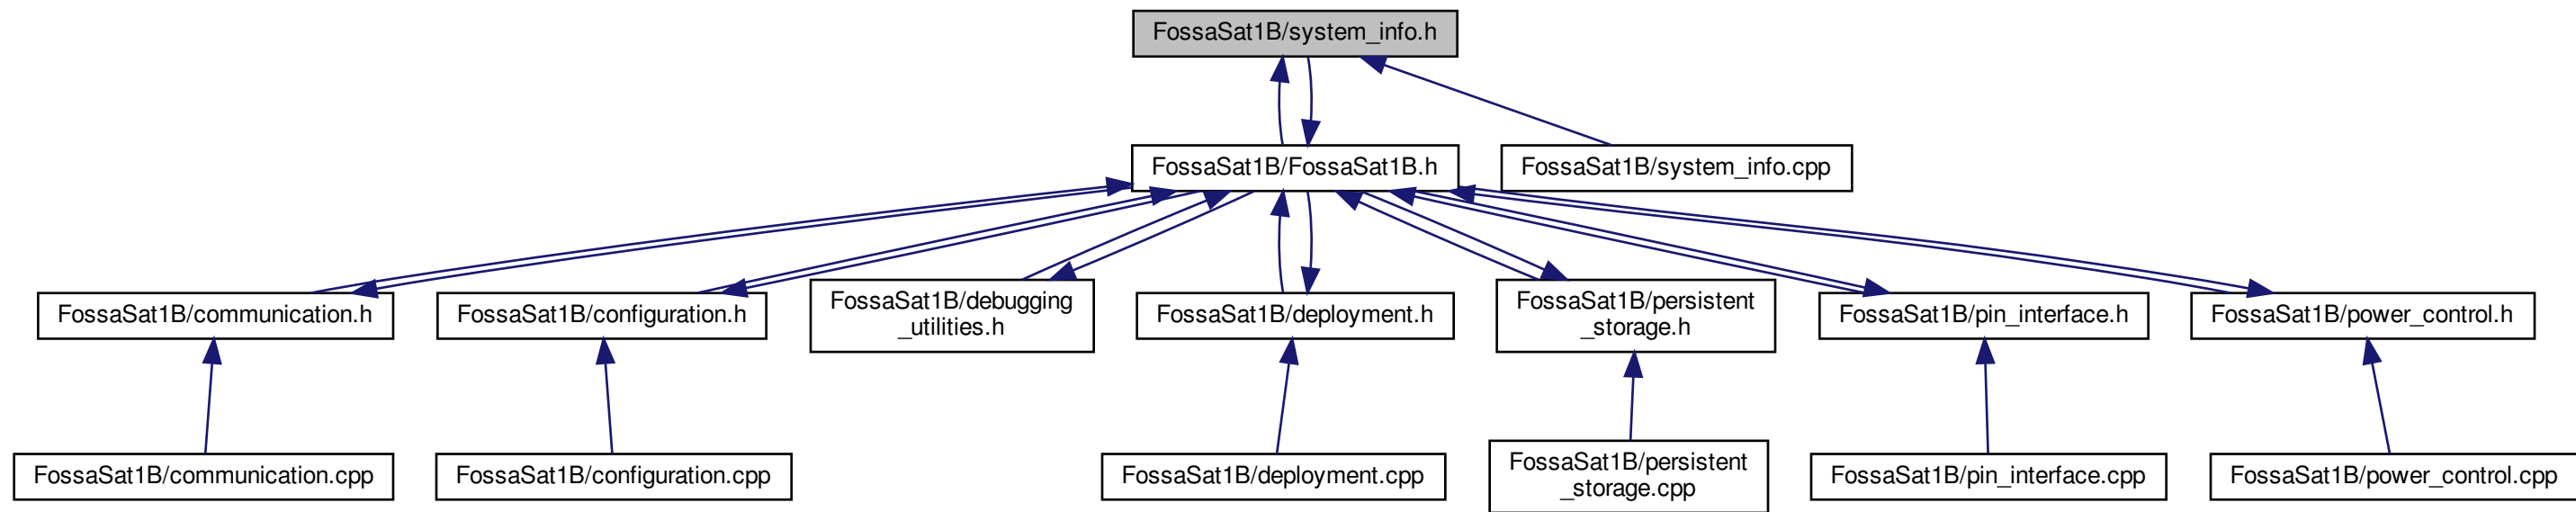 FossaSat1B/system_info.h
FossaSat1B/FossaSat1B.h
FossaSat1B/system_info.cpp
FossaSat1B/communication.h
FossaSat1B/configuration.h
FossaSat1B/debugging
_utilities.h
FossaSat1B/deployment.h
FossaSat1B/persistent
_storage.h
FossaSat1B/pin_interface.h
FossaSat1B/power_control.h
FossaSat1B/communication.cpp
FossaSat1B/configuration.cpp
FossaSat1B/deployment.cpp
FossaSat1B/persistent
_storage.cpp
FossaSat1B/pin_interface.cpp
FossaSat1B/power_control.cpp